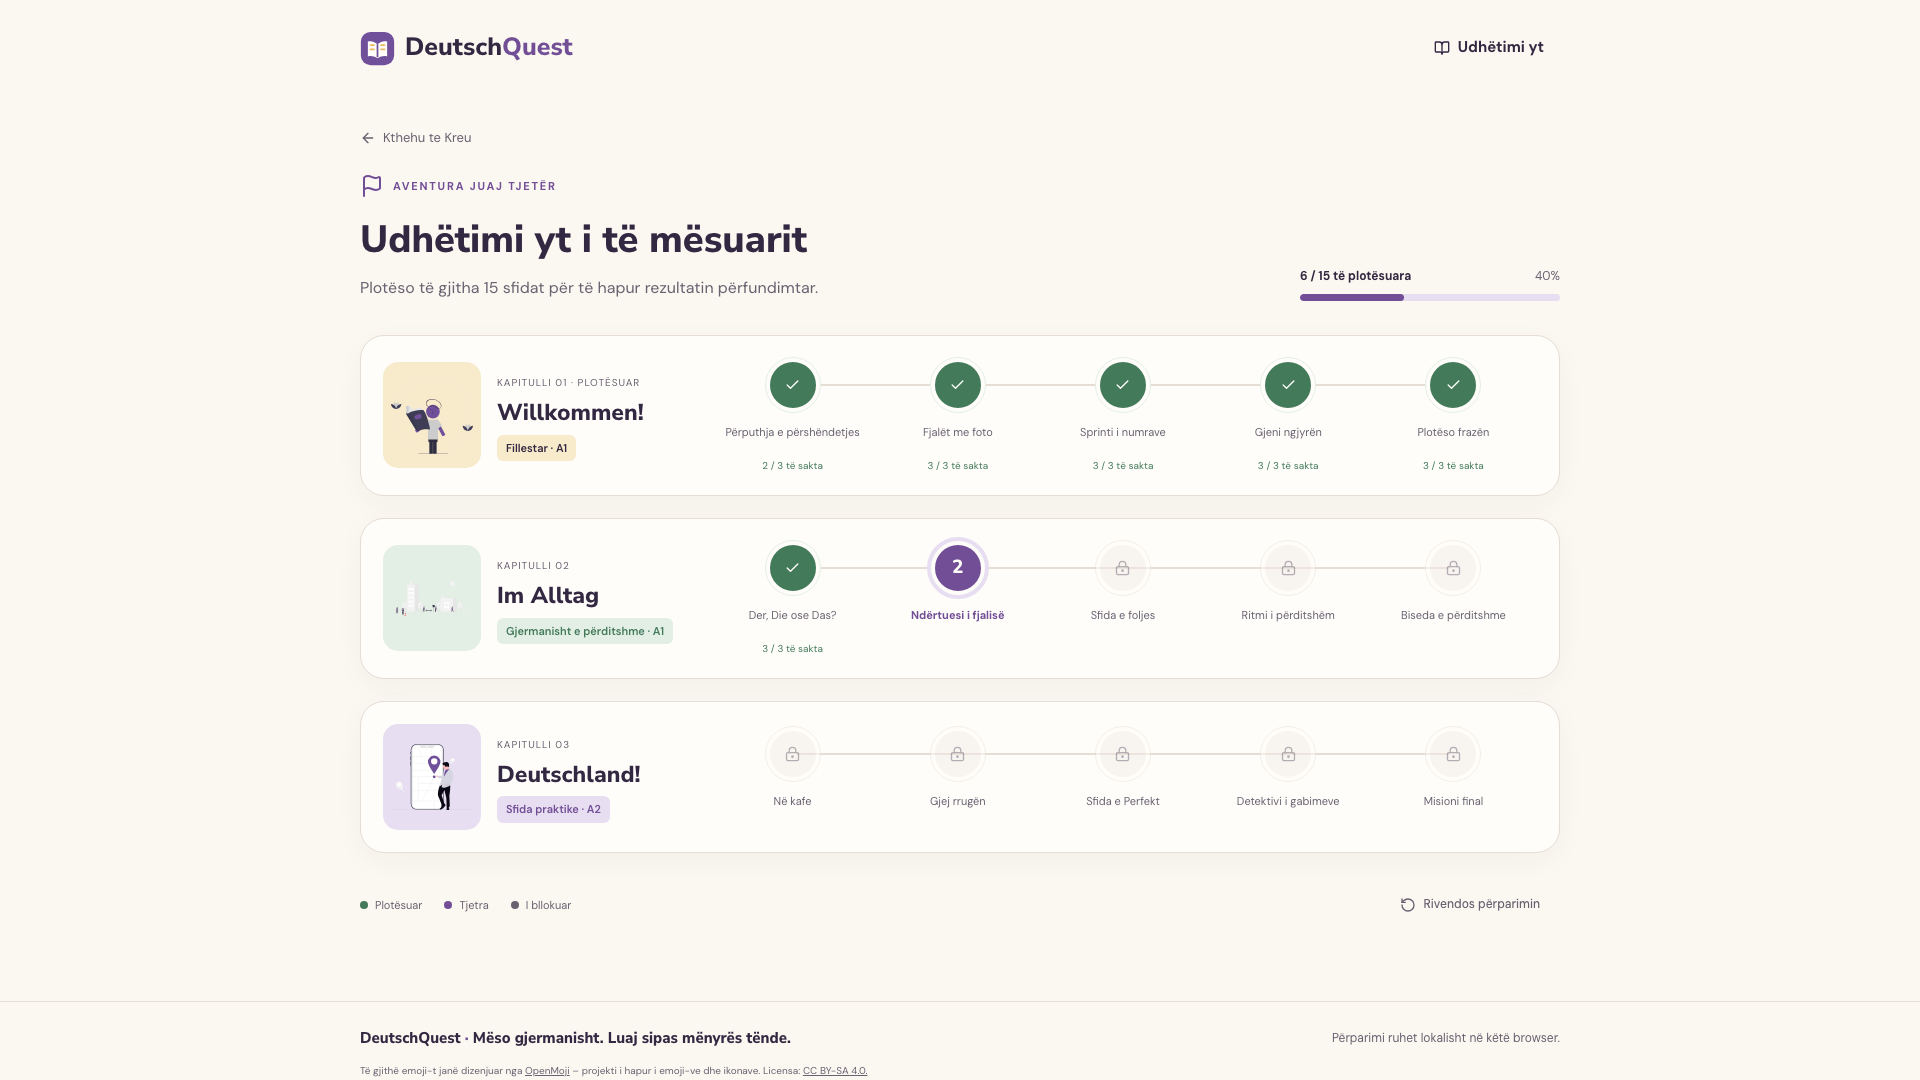 DeutschQuest
Udhëtimi yt
Kthehu te Kreu
AVENTURA JUAJ TJETËR
Udhëtimi yt i të mësuarit
Plotëso të gjitha 15 sfidat për të hapur rezultatin përfundimtar.
6 / 15 të plotësuara
40%
KAPITULLI 01 · PLOTËSUAR
Willkommen!
Fillestar · A1
Përputhja e përshëndetjes
2 / 3 të sakta
Fjalët me foto
3 / 3 të sakta
Sprinti i numrave
3 / 3 të sakta
Gjeni ngjyrën
3 / 3 të sakta
Plotëso frazën
3 / 3 të sakta
KAPITULLI 02
Im Alltag
Gjermanisht e përditshme · A1
Der, Die ose Das?
3 / 3 të sakta
2
Ndërtuesi i fjalisë
Sfida e foljes
Ritmi i përditshëm
Biseda e përditshme
KAPITULLI 03
Deutschland!
Sfida praktike · A2
Në kafe
Gjej rrugën
Sfida e Perfekt
Detektivi i gabimeve
Misioni final
Plotësuar
Tjetra
I bllokuar
Rivendos përparimin
DeutschQuest · Mëso gjermanisht. Luaj sipas mënyrës tënde.
Përparimi ruhet lokalisht në këtë browser.
Të gjithë emoji-t janë dizenjuar nga OpenMoji – projekti i hapur i emoji-ve dhe ikonave. Licensa: CC BY-SA 4.0.